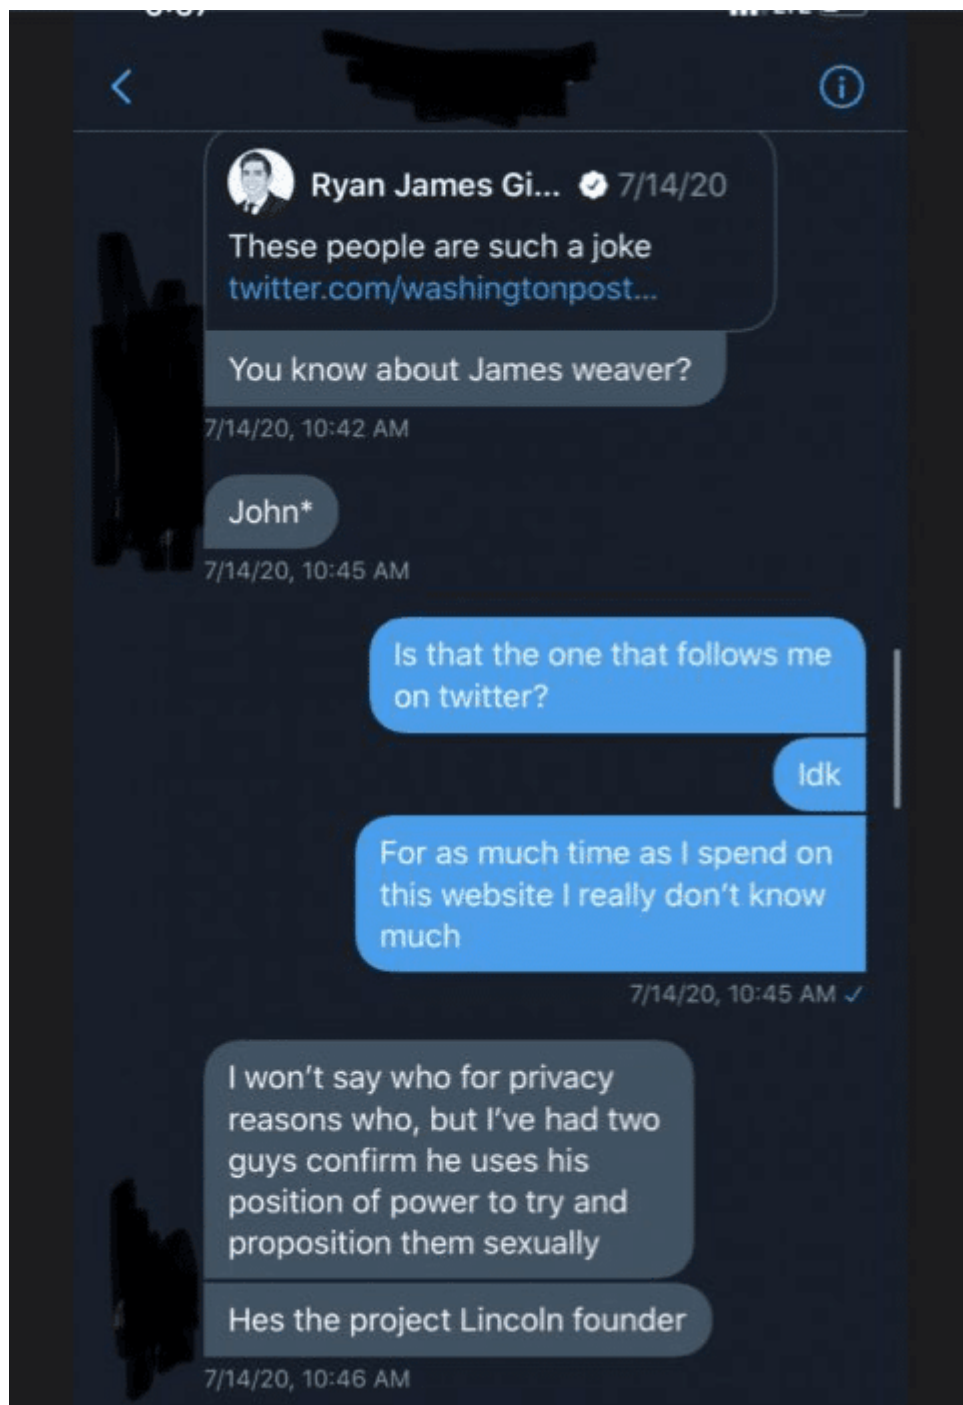 Ryan James Gi... 7/14/20
These people are such a joke
twitter.com/washingtonpost...
You know about James weaver?
7/14/20, 10:42 AM
John*
7/14/20, 10:45 AM
Is that the one that follows me
on twitter?
Idk
For as much time as I spend on
this website I really don't know
much
7/14/20, 10:45 AM
I won't say who for privacy
reasons who, but I've had two
guys confirm he uses his
position of power to try and
proposition them sexually
Hes the project Lincoln founder
7/14/20, 10:46 AM